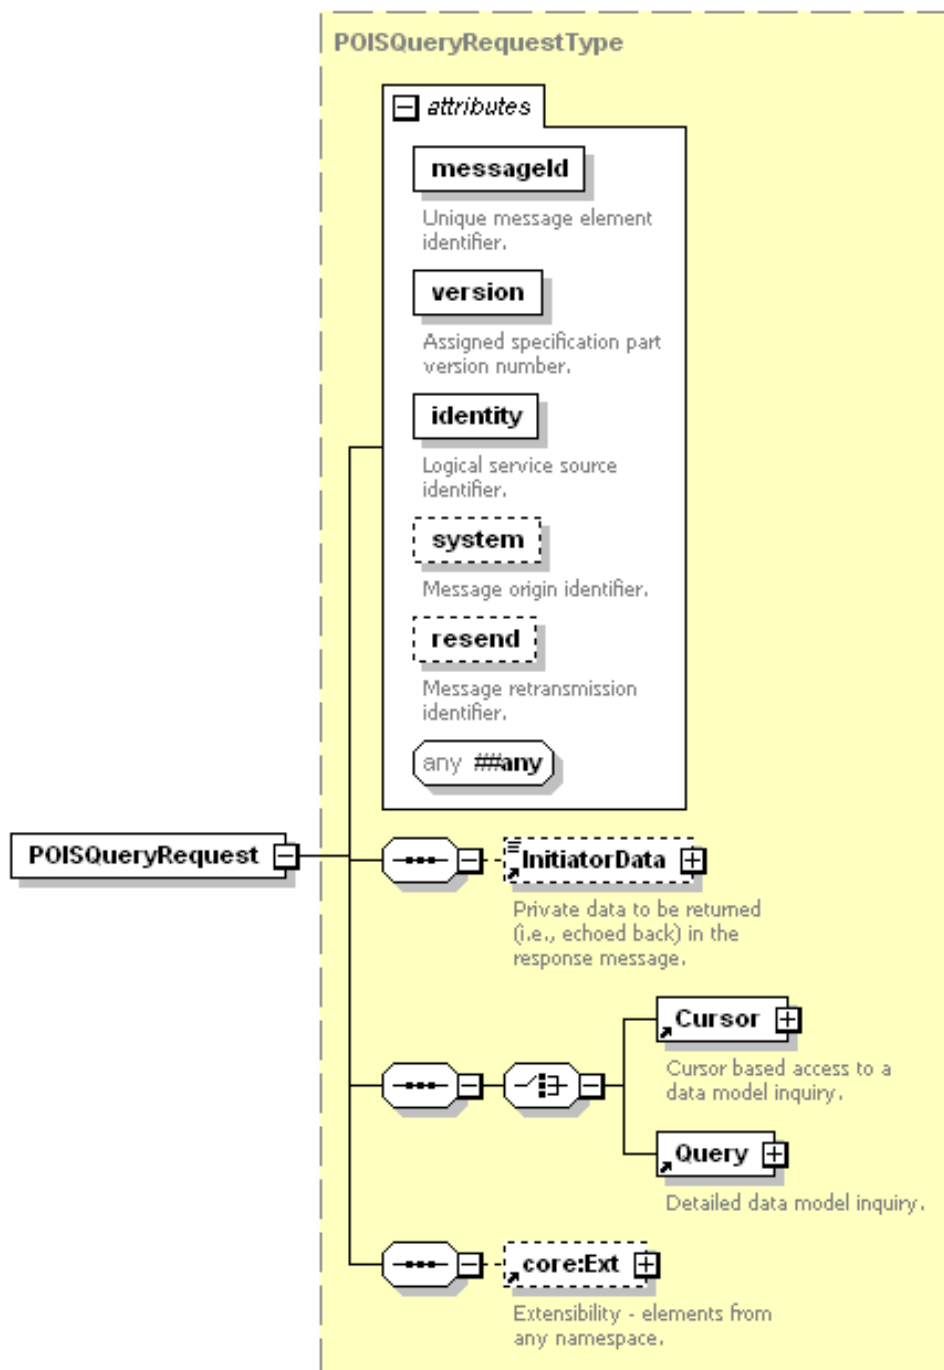 POISQueryRequestType
attributes
messageId
Unique message element
identifier.
version
Assigned specification part
version number.
identity
Logical service source
identifier.
system
Message origin identifier.
resend
Message retransmission
identifier.
any ##any
POISQueryRequest
InitiatorData
Private data to be returned
(i.e., echoed back) in the
response message.
Cursor
Cursor based access to a
data model inquiry.
Query
Detailed data model inquiry.
core:Ext
Extensibility - elements from
any namespace.